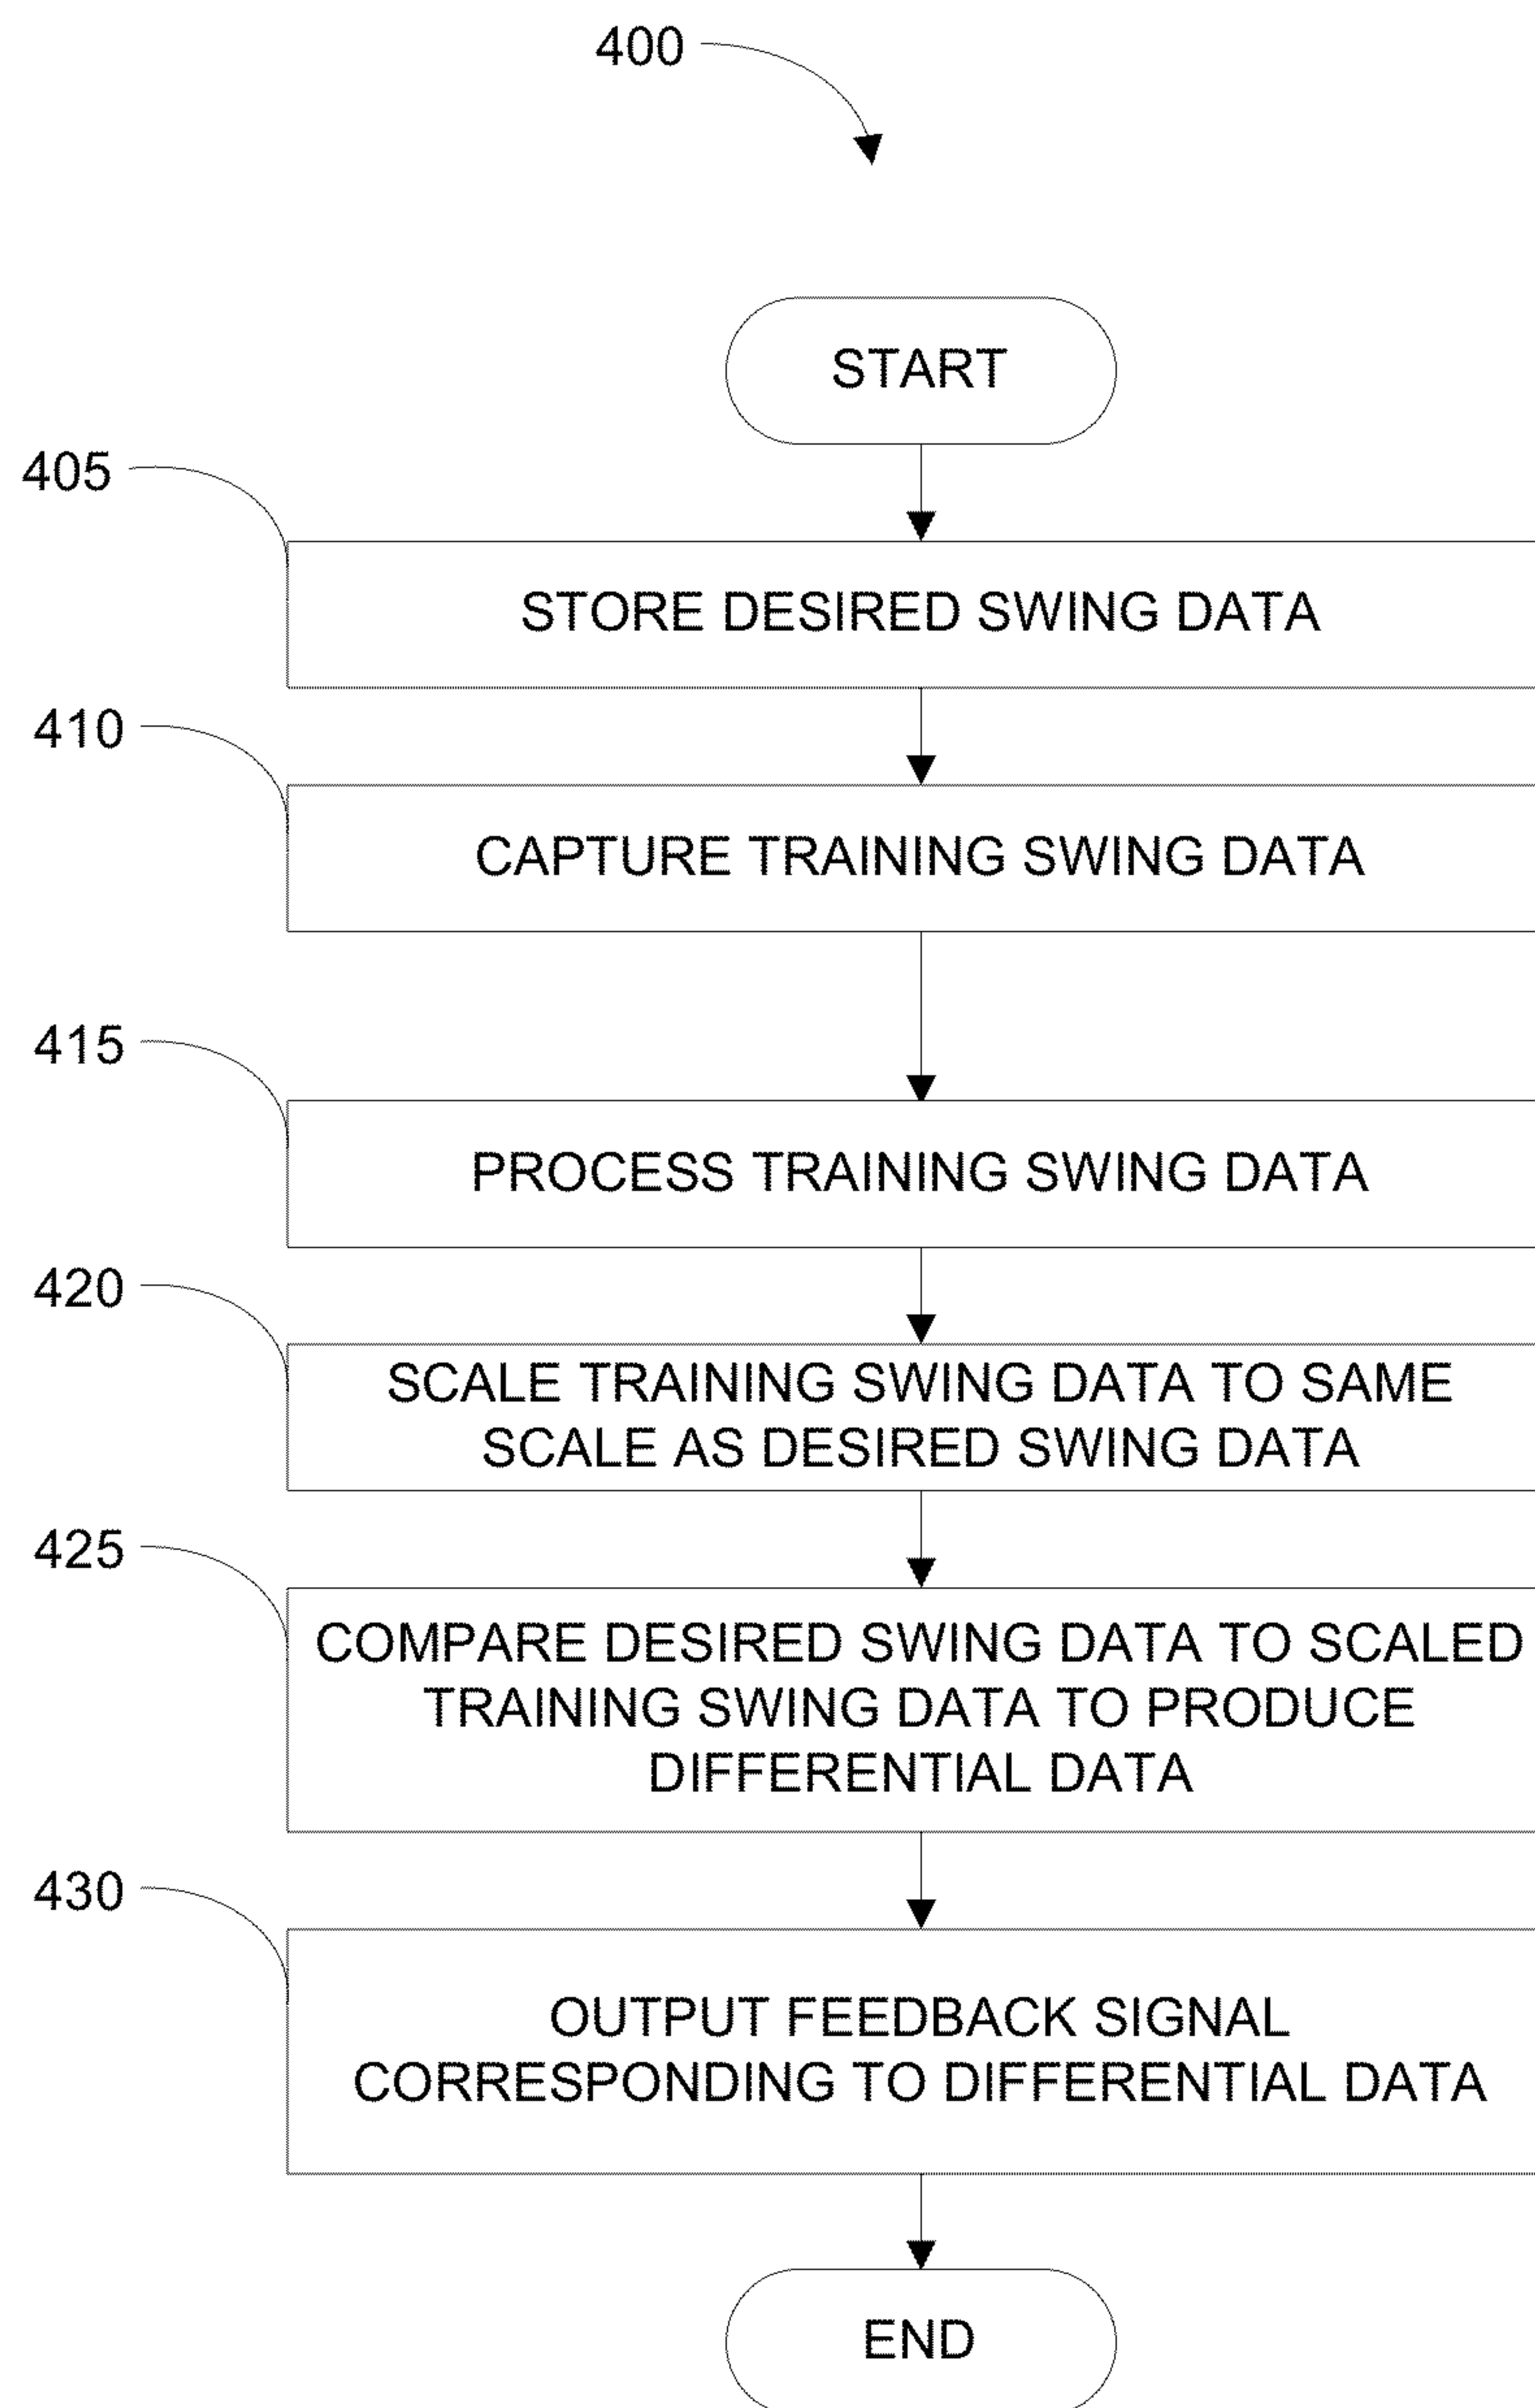 400
START
405
STORE DESIRED SWING DATA
410
CAPTURE TRAINING SWING DATA
415
PROCESS TRAINING SWING DATA
420
SCALE TRAINING SWING DATA TO SAME
SCALE AS DESIRED SWING DATA
425
COMPARE DESIRED SWING DATA TO SCALED
TRAINING SWING DATA TO PRODUCE
DIFFERENTIAL DATA
430
OUTPUT FEEDBACK SIGNAL
CORRESPONDING TO DIFFERENTIAL DATA
END